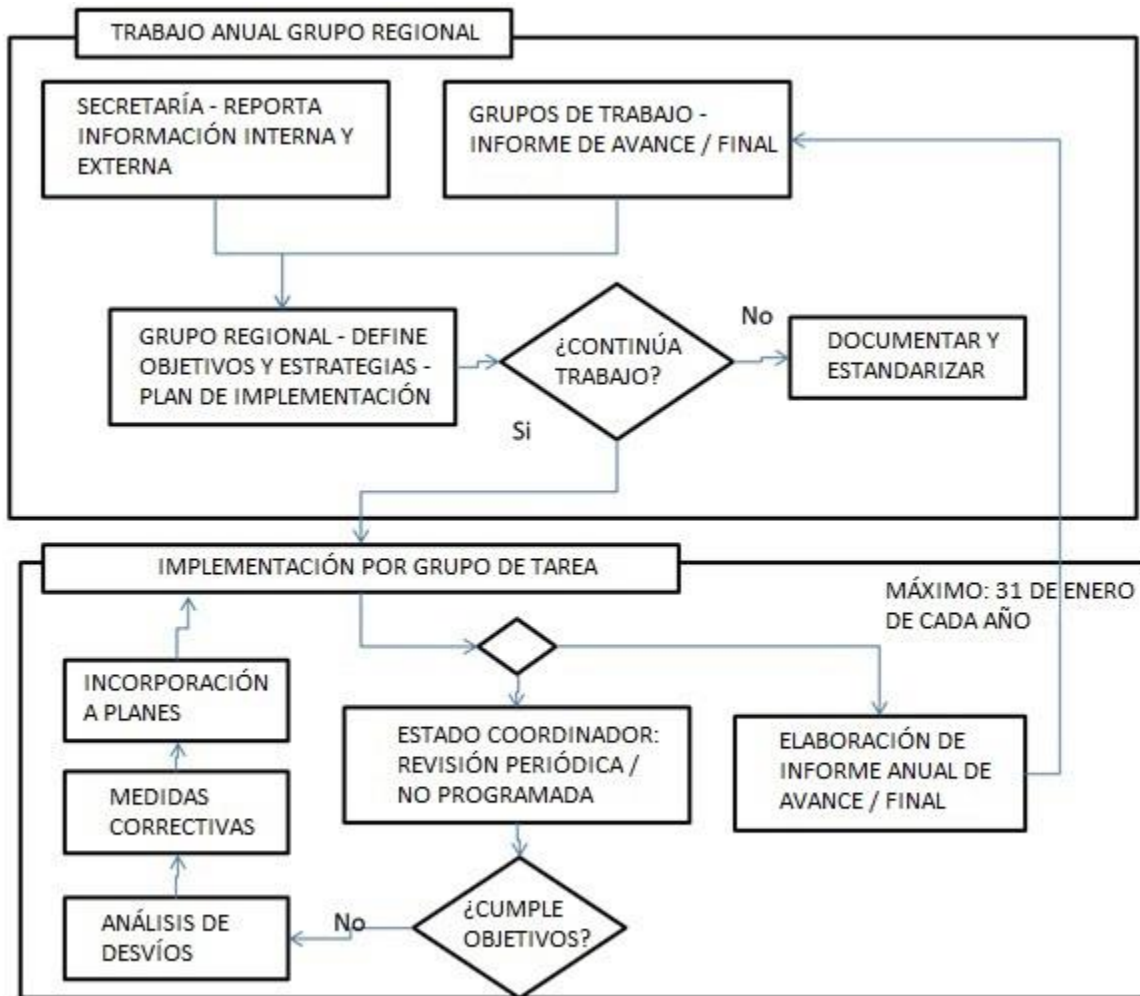 TRABAJO ANUAL GRUPO REGIONAL
SECRETARÍA - REPORTA
INFORMACIÓN INTERNA Y
EXTERNA
GRUPOS DE TRABAJO -
INFORME DE AVANCE / FINAL
GRUPO REGIONAL - DEFINE
OBJETIVOS Y ESTRATEGIAS -
PLAN DE IMPLEMENTACIÓN
¿CONTINÚA
TRABAJO?
No
DOCUMENTAR Y
ESTANDARIZAR
Si
IMPLEMENTACIÓN POR GRUPO DE TAREA
MÁXIMO: 31 DE ENERO
DE CADA AÑO
INCORPORACIÓN
A PLANES
ESTADO COORDINADOR:
REVISIÓN PERIÓDICA /
NO PROGRAMADA
ELABORACIÓN DE
INFORME ANUAL DE
AVANCE / FINAL
MEDIDAS
CORRECTIVAS
ANÁLISIS DE
DESVÍOS
No
¿CUMPLE
OBJETIVOS?